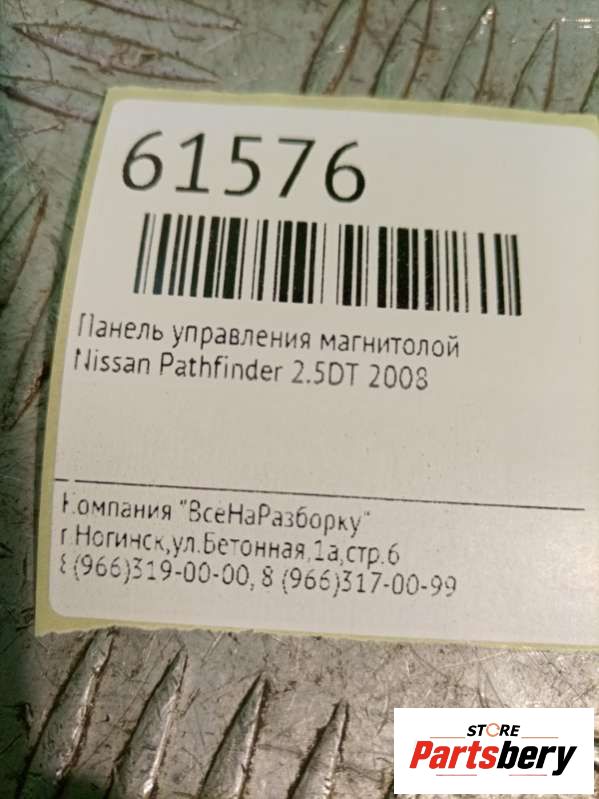 61576
Панель управления магнитолой
Nissan Pathfinder 2.5DT 2008
Компания "ВсеНаРазборку"
г.Ногинск,ул.Бетонная,1а,стр.6
8(966)319-00-00, 8 (966)317-00-99
STORE
Partsbery